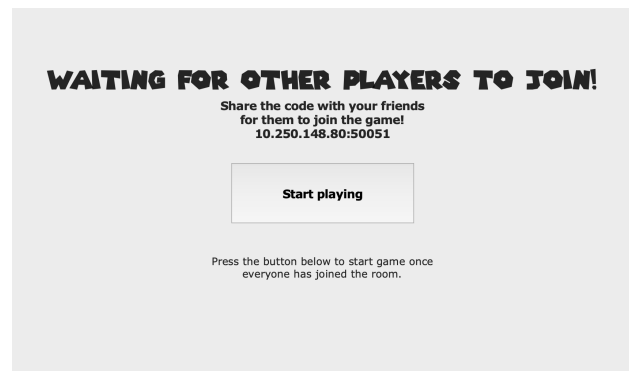 WAITING FOR OTHER PLAYERS TO JOIN!
Share the code with your friends
for them to join the game!
10.250.148.80:50051
Start playing
Press the button below to start game once
everyone has joined the room.